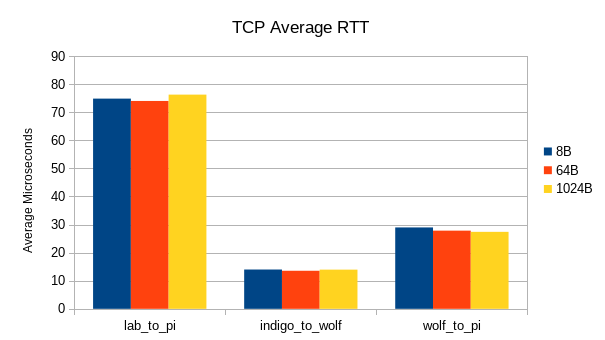 TCP Average RTT
90
80
70
60
50
40
30
20
10
0
Average Microseconds
lab_to_pi
indigo_to_wolf
wolf_to_pi
8B
64B
1024B